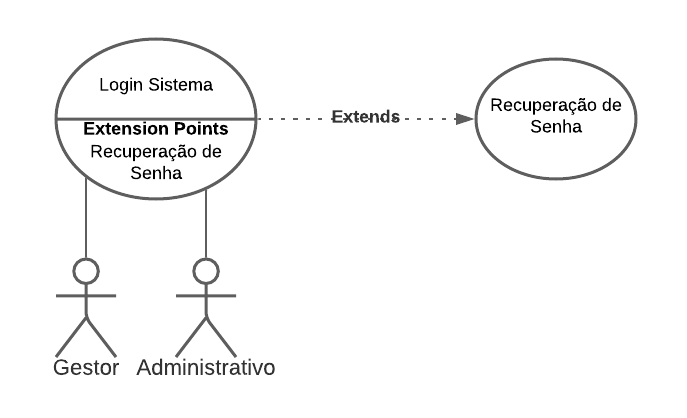 Login Sistema
Extension Points
Recuperação de
Senha
Extends
Recuperação de
Senha
Gestor
Administrativo